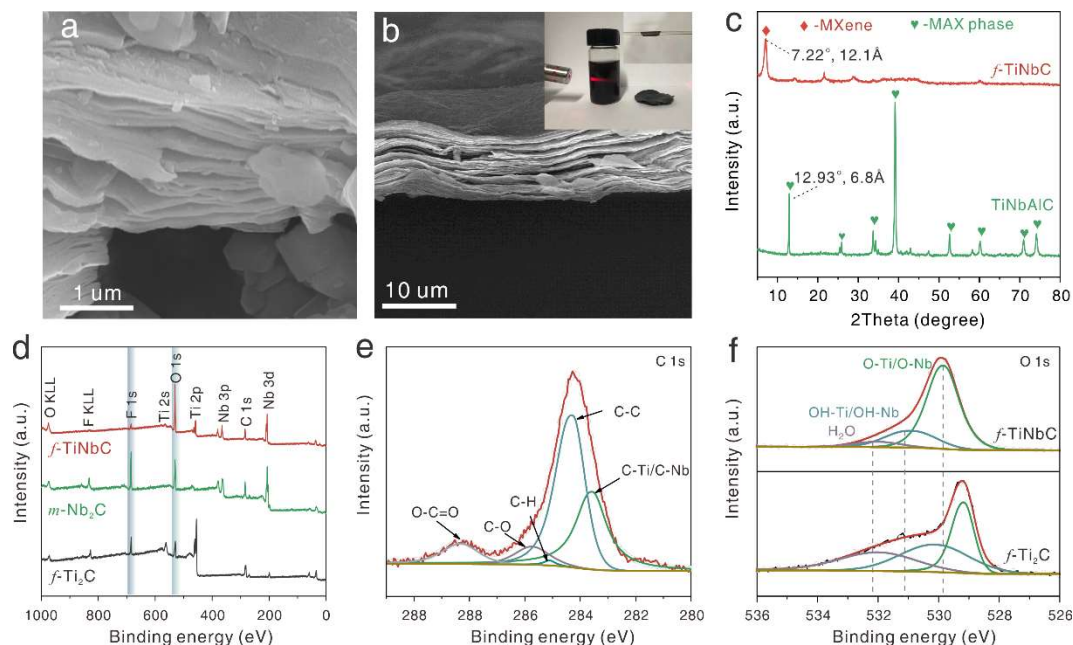 a
1 um
b
10 um
c
♦-MXene
♥-MAX phase
7.22°, 12.1Å
f-TiNbC
12.93°, 6.8Å
TiNbAlC
Intensity (a.u.)
10 20 30 40 50 60 70 80
2Theta (degree)
d
O KLL
F KLL
F 1s
Ti 2s
O 1s
Ti 2p
Nb 3p
C 1s
Nb 3d
f-TiNbC
m-Nb₂C
f-Ti₂C
Intensity (a.u.)
1000 800 600 400 200 0
Binding energy (eV)
e
C 1s
C-C
C-Ti/C-Nb
C-H
C-O
O-C=O
Intensity (a.u.)
288 286 284 282 280
Binding energy (eV)
f
O 1s
O-Ti/O-Nb
OH-Ti/OH-Nb
H₂O
f-TiNbC
f-Ti₂C
Intensity (a.u.)
536 534 532 530 528 526
Binding energy (eV)